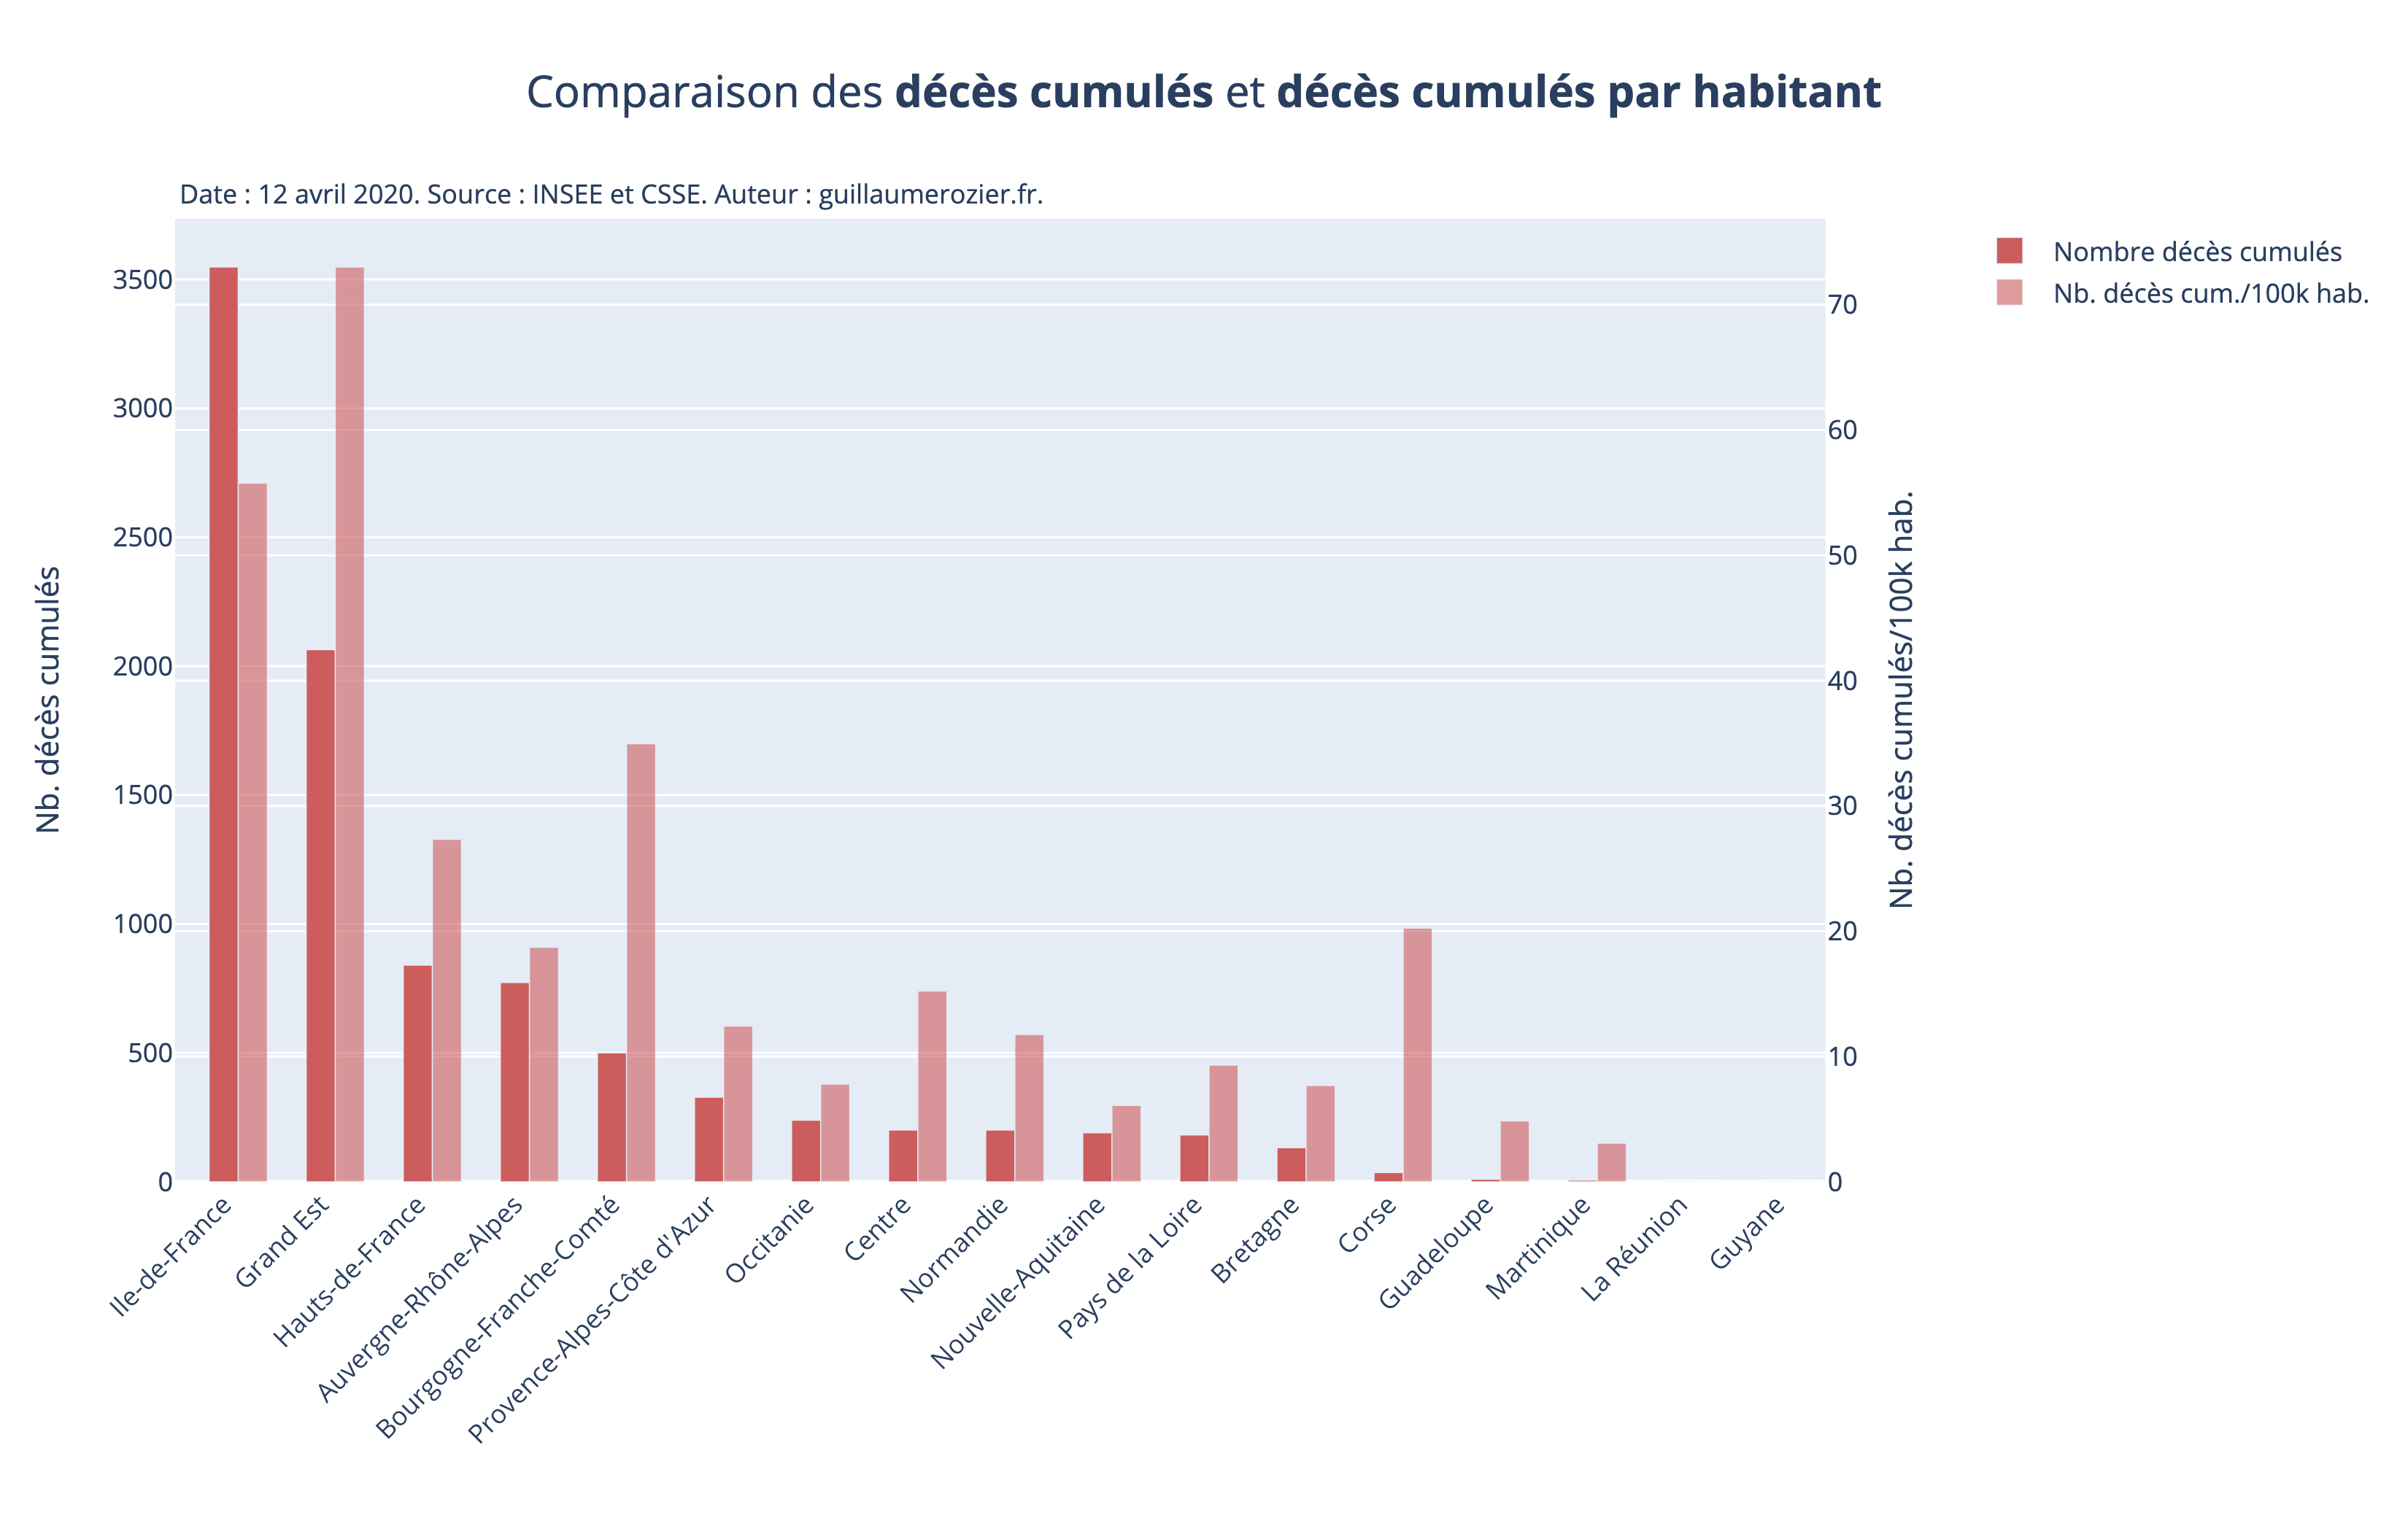 Comparaison des décès cumulés et décès cumulés par habitant
Date : 12 avril 2020. Source : INSEE et CSSE. Auteur : guillaumerozier.fr.
Nombre décès cumulés
Nb. décès cum./100k hab.
Nb. décès cumulés
3500
3000
2500
2000
1500
1000
500
0
70
60
50
40
30
20
10
0
Nb. décès cumulés/100k hab.
Ile-de-France
Grand Est
Hauts-de-France
Auvergne-Rhône-Alpes
Bourgogne-Franche-Comté
Provence-Alpes-Côte d'Azur
Occitanie
Centre
Normandie
Nouvelle-Aquitaine
Pays de la Loire
Bretagne
Corse
Guadeloupe
Martinique
La Réunion
Guyane